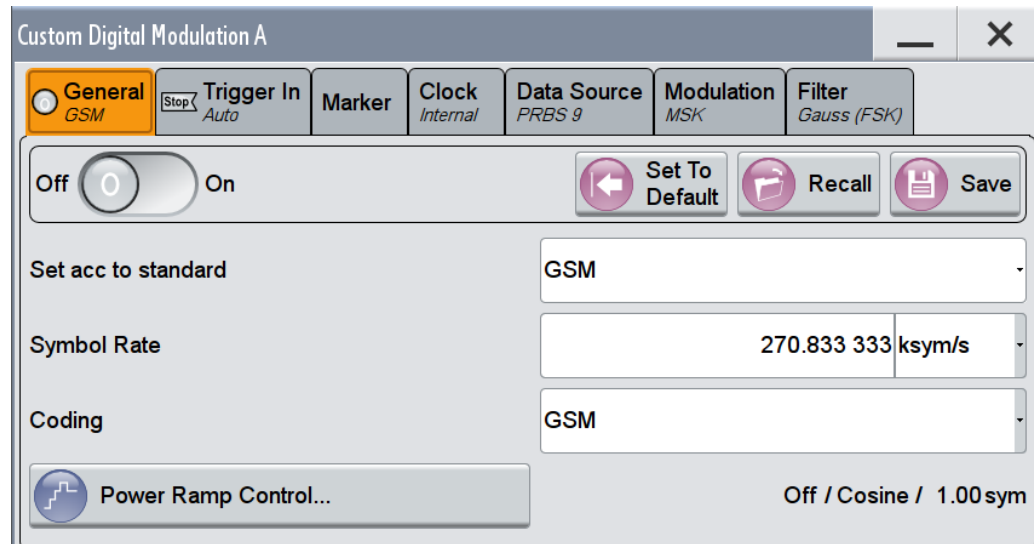 Custom Digital Modulation A
General
GSM
Stop
Trigger In
Auto
Marker
Clock
Internal
Data Source
PRBS 9
Modulation
MSK
Filter
Gauss (FSK)
Off
0
On
Set To
Default
Recall
Save
Set acc to standard
GSM
Symbol Rate
270.833 333 ksym/s
Coding
GSM
Power Ramp Control...
Off / Cosine / 1.00 sym